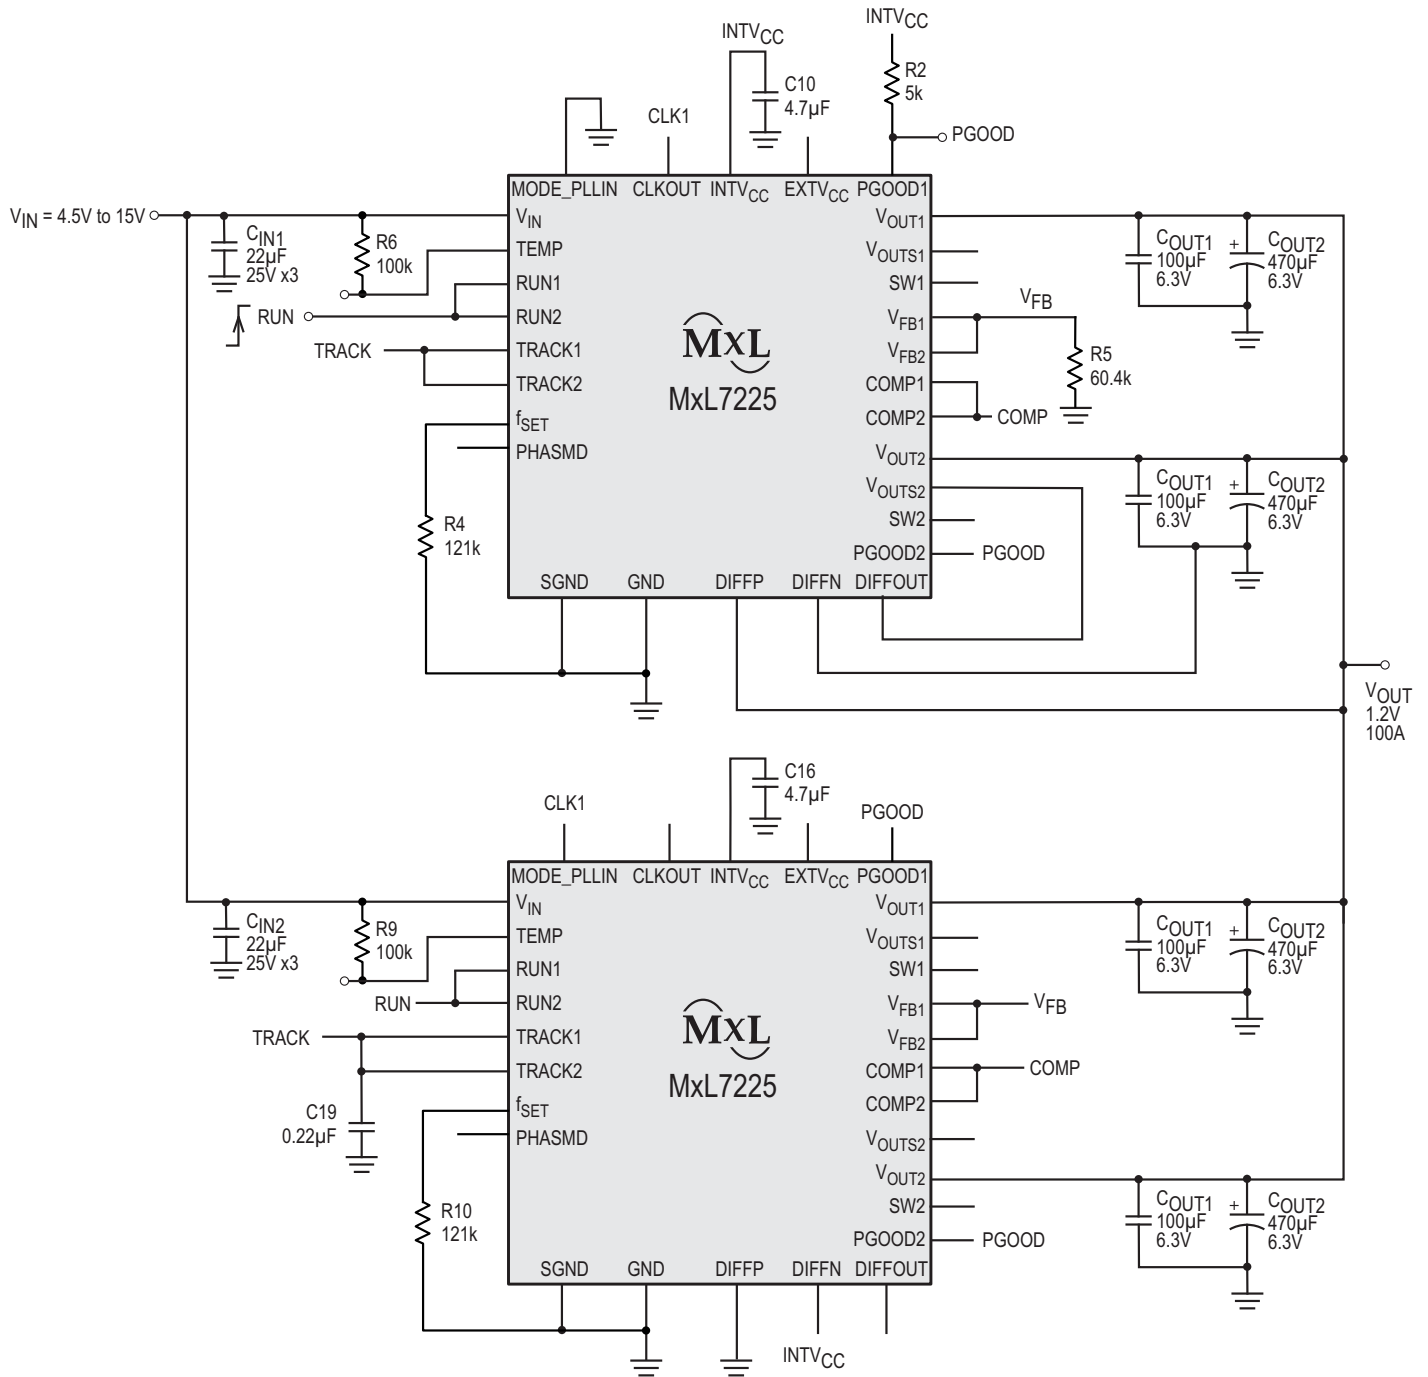 INTVCC
INTVCC
R2
5k
C10
4.7µF
CLK1
PGOOD
MODE_PLLIN
CLKOUT
INTVCC
EXTVCC
PGOOD1
VIN = 4.5V to 15V
CIN1
22µF
25V x3
R6
100k
RUN
TRACK
VIN
TEMP
RUN1
RUN2
TRACK1
TRACK2
fSET
PHASMD
MXL
MxL7225
VOUT1
VOUTS1
SW1
VFB1
VFB2
COMP1
COMP2
VOUT2
VOUTS2
SW2
PGOOD2
VFB
R5
60.4k
COMP
PGOOD
COUT1
100µF
6.3V
COUT2
470µF
6.3V
COUT1
100µF
6.3V
COUT2
470µF
6.3V
R4
121k
SGND
GND
DIFFP
DIFFN
DIFFOUT
VOUT
1.2V
100A
C16
4.7µF
CLK1
PGOOD
MODE_PLLIN
CLKOUT
INTVCC
EXTVCC
PGOOD1
CIN2
22µF
25V x3
R9
100k
RUN
TRACK
C19
0.22µF
VIN
TEMP
RUN1
RUN2
TRACK1
TRACK2
fSET
PHASMD
MXL
MxL7225
VOUT1
VOUTS1
SW1
VFB1
VFB2
COMP1
COMP2
VOUTS2
VOUT2
SW2
PGOOD2
VFB
COMP
PGOOD
COUT1
100µF
6.3V
COUT2
470µF
6.3V
COUT1
100µF
6.3V
COUT2
470µF
6.3V
R10
121k
SGND
GND
DIFFP
DIFFN
DIFFOUT
INTVCC